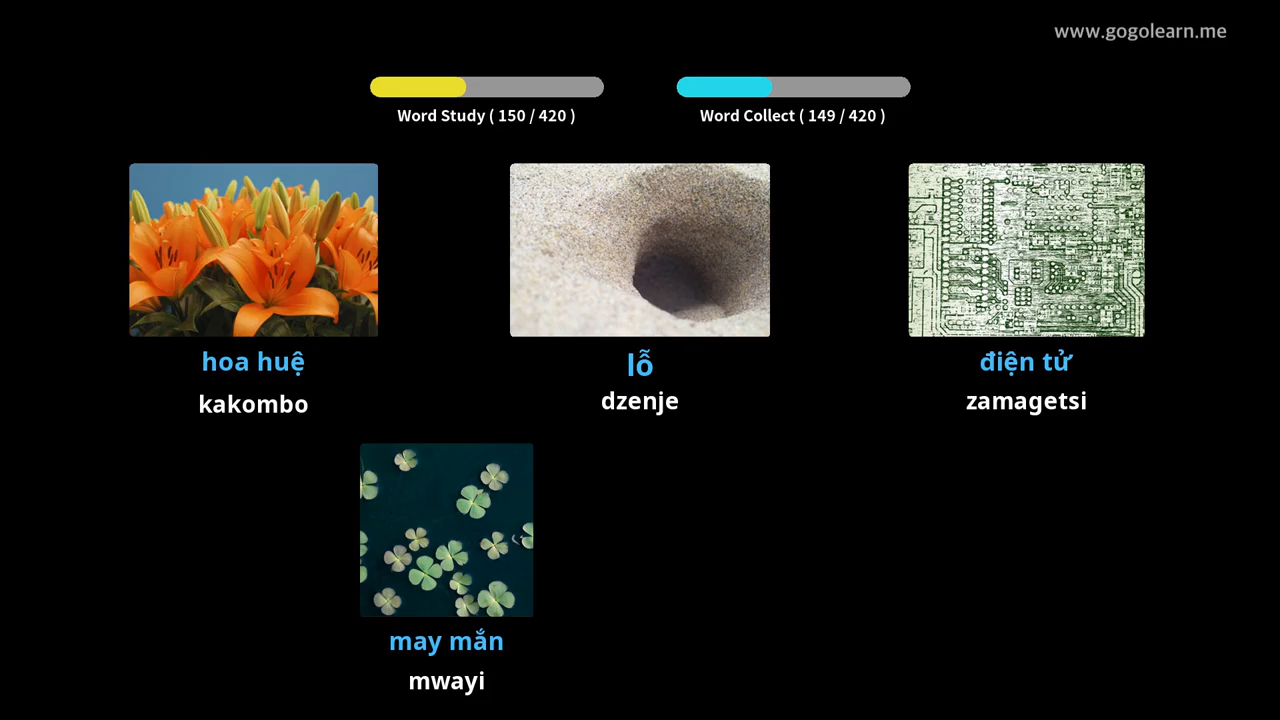 www.gogolearn.me
Word Study ( 150 / 420 )
Word Collect ( 149 / 420 )
hoa huệ
lỗ
điện tử
kakombo
dzenje
zamagetsi
may mắn
mwayi